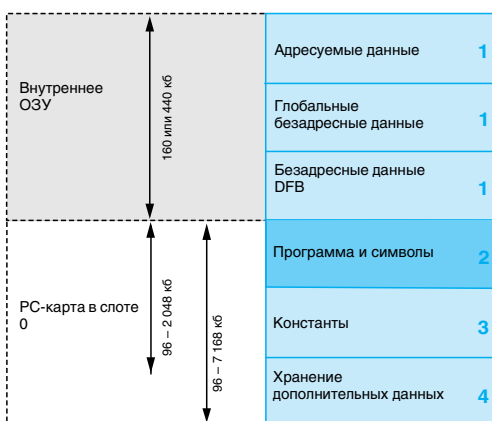 Внутреннее
ОЗУ
160 или 440 кб
Адресуемые данные 1
Глобальные
безадресные данные 1
Безадресные данные
DFB 1
PC-карта в слоте
0
96 – 2 048 кб
96 – 7 168 кб
Программа и символы 2
Константы 3
Хранение
дополнительных данных 4